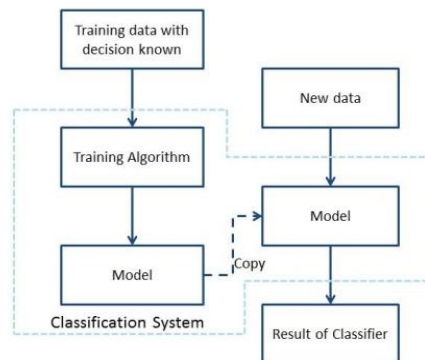 Training data with
decision known
New data
Training Algorithm
Model
Copy
Model
Classification System
Result of Classifier